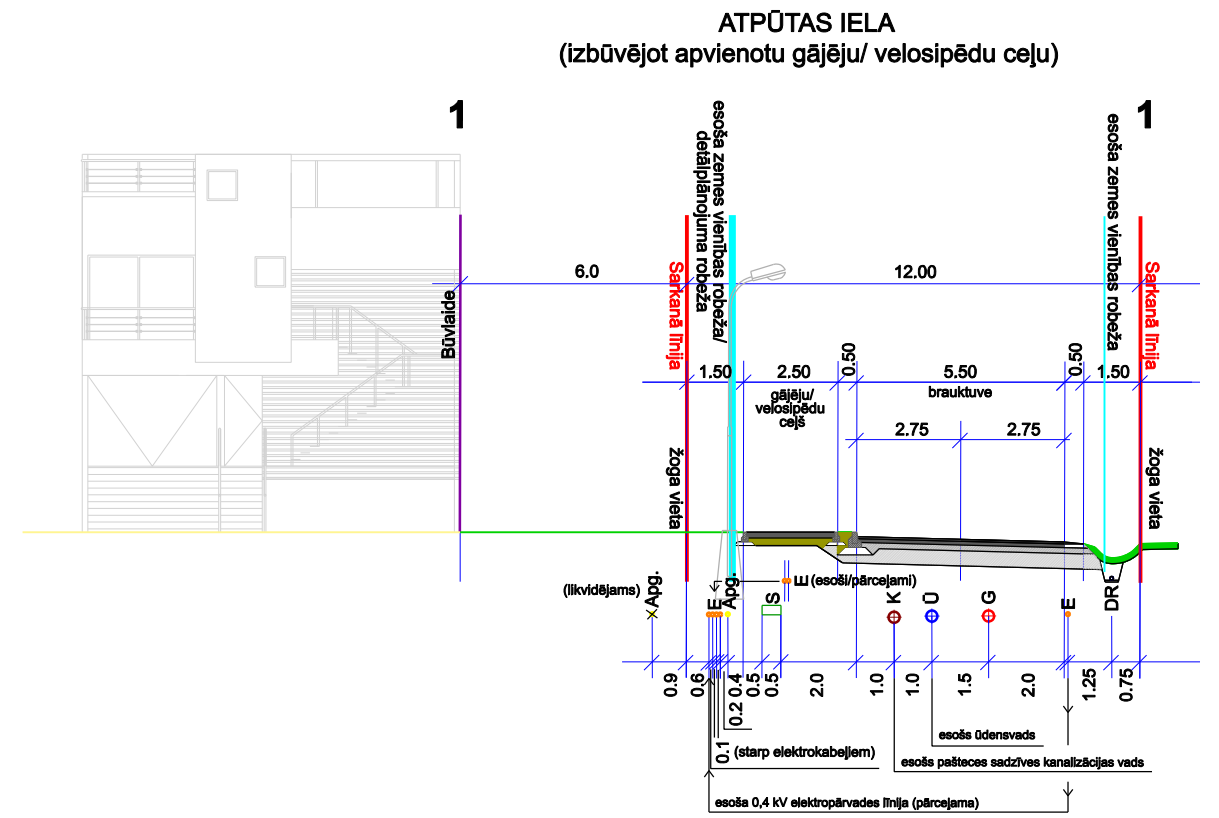 ATPŪTAS IELA
(izbūvējot apvienotu gājēju/ velosipēdu ceļu)
1
1
esoša zemes vienības robeža/
detālplānojuma robeža
esoša zemes vienības robeža
6.0
12.00
Būvlaide
Sarkanā līnija
Sarkanā līnija
1.50
2.50
0.50
5.50
0.50
1.50
gājēju/
velosipēdu
ceļš
brauktuve
2.75
2.75
žoga vieta
žoga vieta
(likvidējams)
Apg.
E
Apg.
E (esoši/pārceļami)
S
K
Ū
G
E
DR
0.9
0.6
0.4
0.5
0.5
2.0
1.0
1.0
1.5
2.0
1.25
0.75
0.2
0.1
(starp elektrokabeļiem)
esošs ūdensvads
esošs pašteces sadzīves kanalizācijas vads
esoša 0,4 kV elektropārvades līnija (pārceļama)